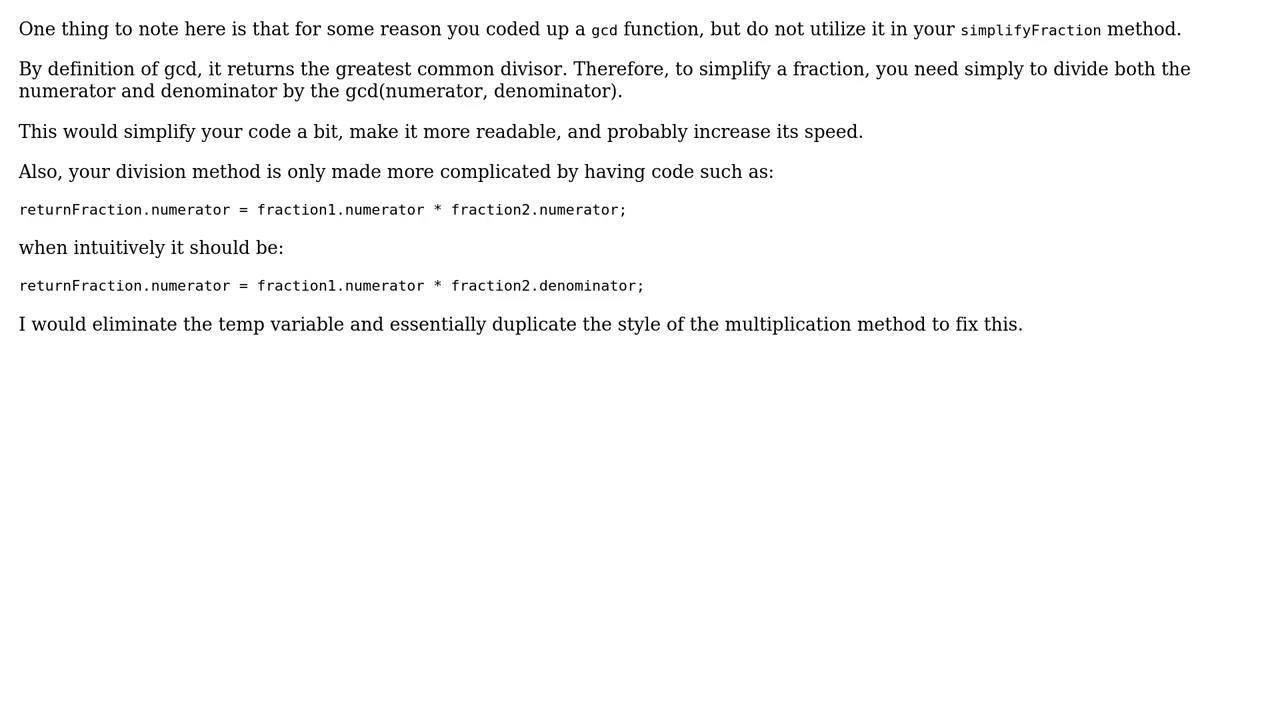 One thing to note here is that for some reason you coded up a gcd function, but do not utilize it in your simplifyFraction method.
By definition of gcd, it returns the greatest common divisor. Therefore, to simplify a fraction, you need simply to divide both the
numerator and denominator by the gcd(numerator, denominator).
This would simplify your code a bit, make it more readable, and probably increase its speed.
Also, your division method is only made more complicated by having code such as:
returnFraction.numerator = fraction1.numerator * fraction2.numerator;
when intuitively it should be:
returnFraction.numerator = fraction1.numerator * fraction2.denominator;
I would eliminate the temp variable and essentially duplicate the style of the multiplication method to fix this.